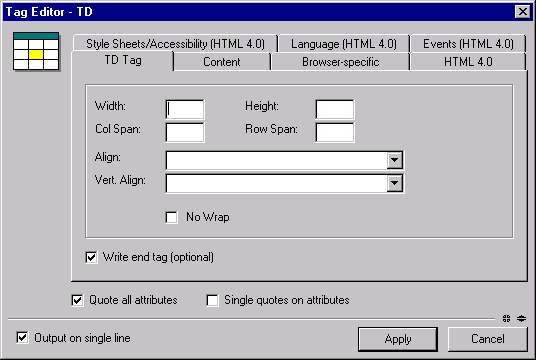 Tag Editor - TD
Style Sheets/Accessibility (HTML 4.0) Language (HTML 4.0) Events (HTML 4.0)
TD Tag Content Browser-specific HTML 4.0
Width: Height:
Col Span: Row Span:
Align:
Vert. Align:
No Wrap
Write end tag (optional)
Quote all attributes Single quotes on attributes
Output on single line Apply Cancel